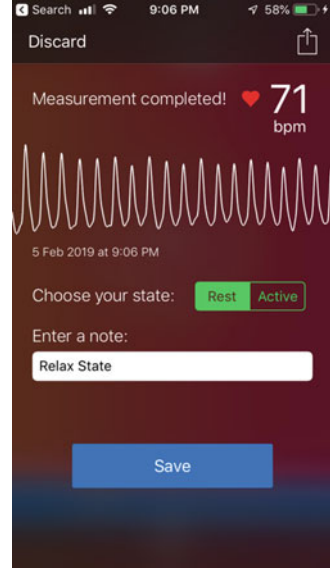 Search 9:06 PM 58%
Discard
Measurement completed! 71
bpm
5 Feb 2019 at 9:06 PM
Choose your state: Rest Active
Enter a note:
Relax State
Save